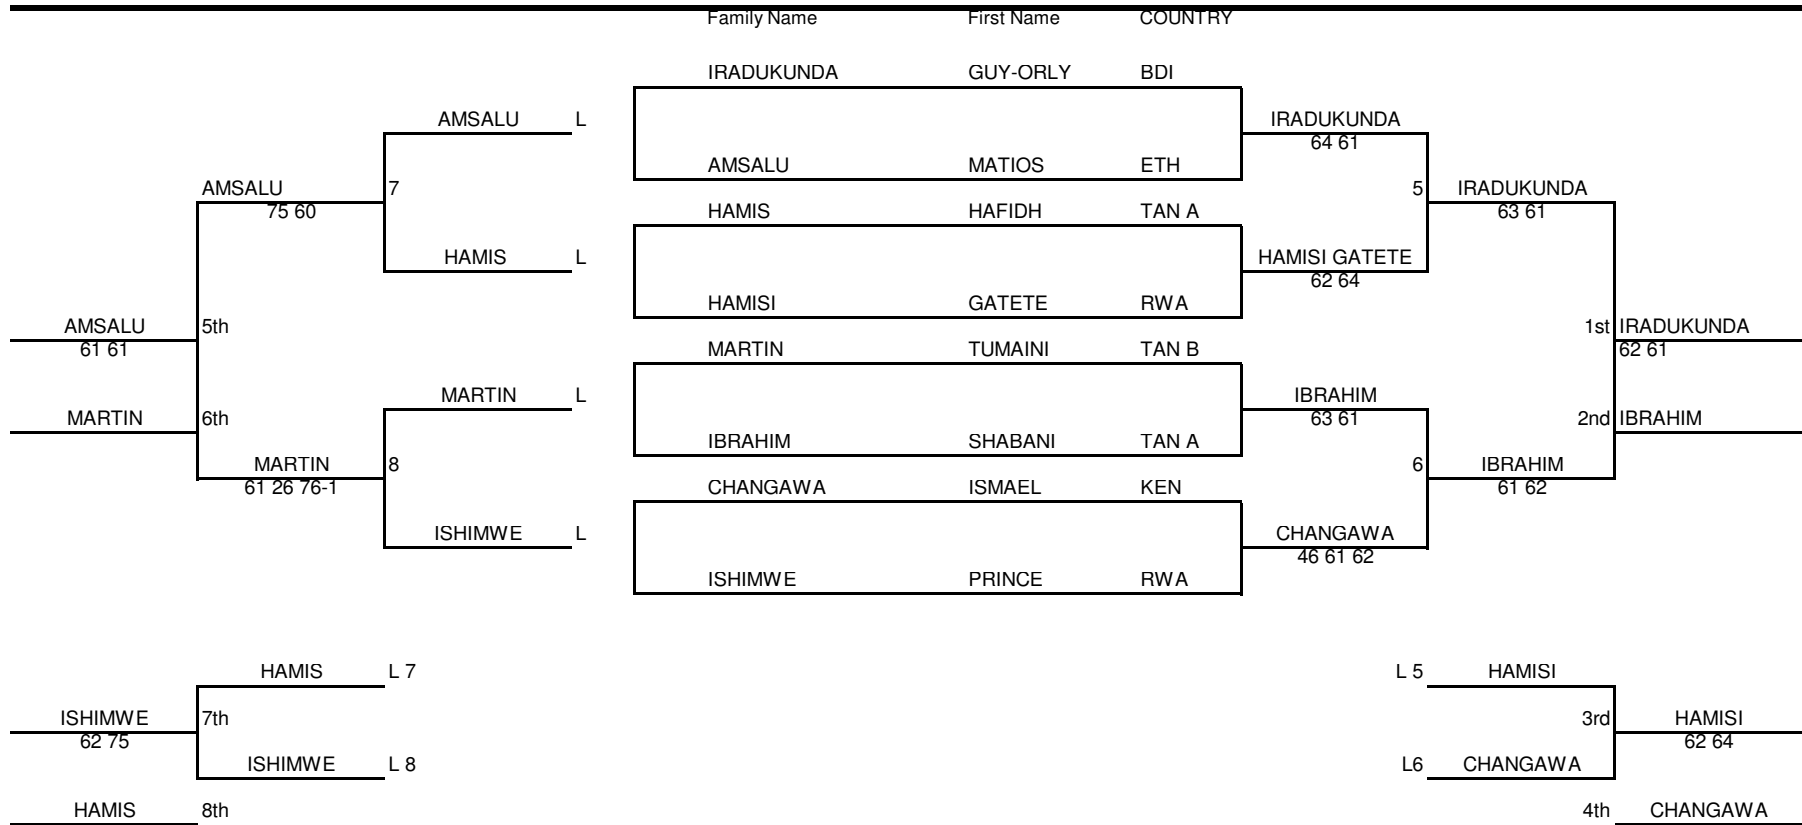 Family Name First Name COUNTRY
IRADUKUNDA GUY-ORLY BDI
AMSALU L IRADUKUNDA
64 61
AMSALU MATIOS ETH
AMSALU 7 5 IRADUKUNDA
75 60 HAMIS HAFIDH TAN A 63 61
HAMIS L HAMISI GATETE
62 64
HAMISI GATETE RWA
AMSALU 5th 1st IRADUKUNDA
61 61 MARTIN TUMAINI TAN B 62 61
MARTIN L IBRAHIM
MARTIN 6th 63 61 2nd IBRAHIM
IBRAHIM SHABANI TAN A
MARTIN 8 6 IBRAHIM
61 26 76-1 CHANGAWA ISMAEL KEN 61 62
ISHIMWE L CHANGAWA
46 61 62
ISHIMWE PRINCE RWA
HAMIS L 7 L 5 HAMISI
ISHIMWE 7th 3rd HAMISI
62 75 62 64
ISHIMWE L 8 L6 CHANGAWA
HAMIS 8th 4th CHANGAWA